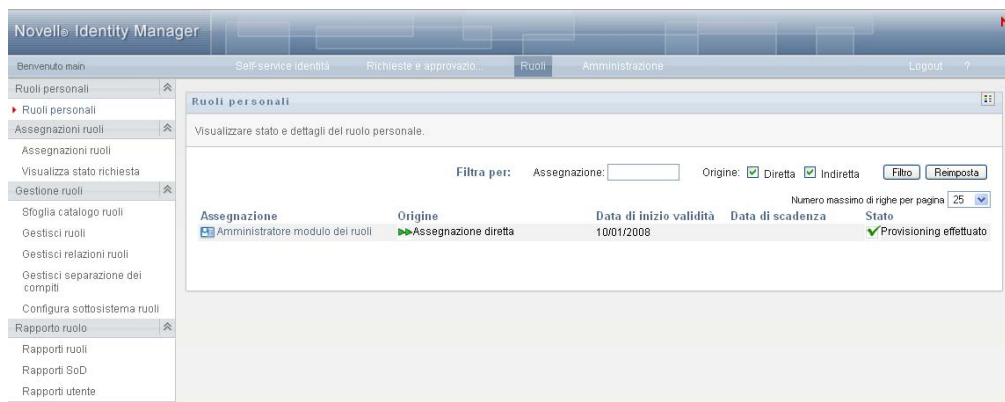 Novell® Identity Manager
N
Benvenuto main
Self-service identità
Richieste e approvazio...
Ruoli
Amministrazione
Logout
?
Ruoli personali
Ruoli personali
Assegnazioni ruoli
Assegnazioni ruoli
Visualizza stato richiesta
Gestione ruoli
Sfoglia catalogo ruoli
Gestisci ruoli
Gestisci relazioni ruoli
Gestisci separazione dei
compiti
Configura sottosistema ruoli
Rapporto ruolo
Rapporti ruoli
Rapporti SoD
Rapporti utente
Ruoli personali
Visualizzare stato e dettagli del ruolo personale.
Filtra per: Assegnazione: Origine: Diretta Indiretta Filtro Reimposta
Numero massimo di righe per pagina 25
Assegnazione Origine Data di inizio validità Data di scadenza Stato
Amministratore modulo dei ruoli Assegnazione diretta 10/01/2008 Provisioning effettuato